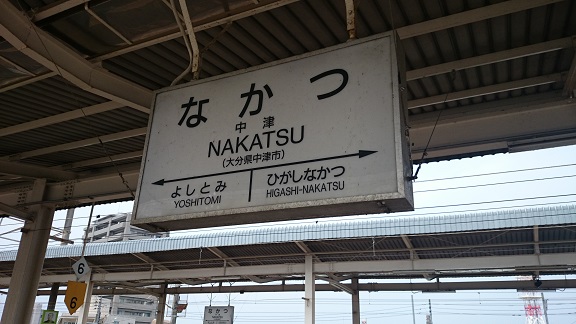 なかつ
中津
NAKATSU
(大分県中津市)
よしとみ
YOSHITOMI
ひがしなかつ
HIGASHI-NAKATSU
6
6